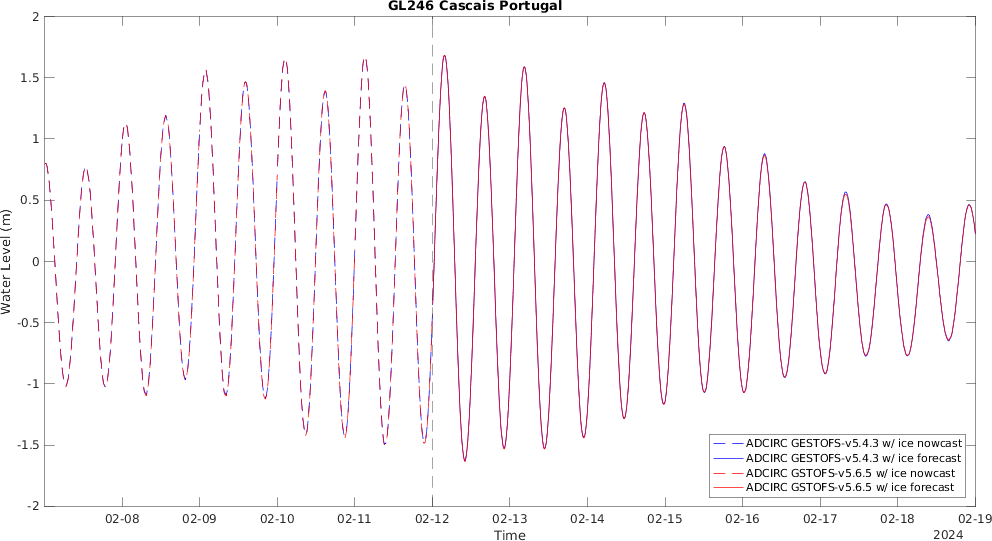 GL246 Cascais Portugal
Water Level (m)
2
1.5
1
0.5
0
-0.5
-1
-1.5
-2
ADCIRC GESTOFS-v5.4.3 w/ ice nowcast
ADCIRC GESTOFS-v5.4.3 w/ ice forecast
ADCIRC GSTOFS-v5.6.5 w/ ice nowcast
ADCIRC GSTOFS-v5.6.5 w/ ice forecast
02-08 02-09 02-10 02-11 02-12 02-13 02-14 02-15 02-16 02-17 02-18 02-19
Time
2024